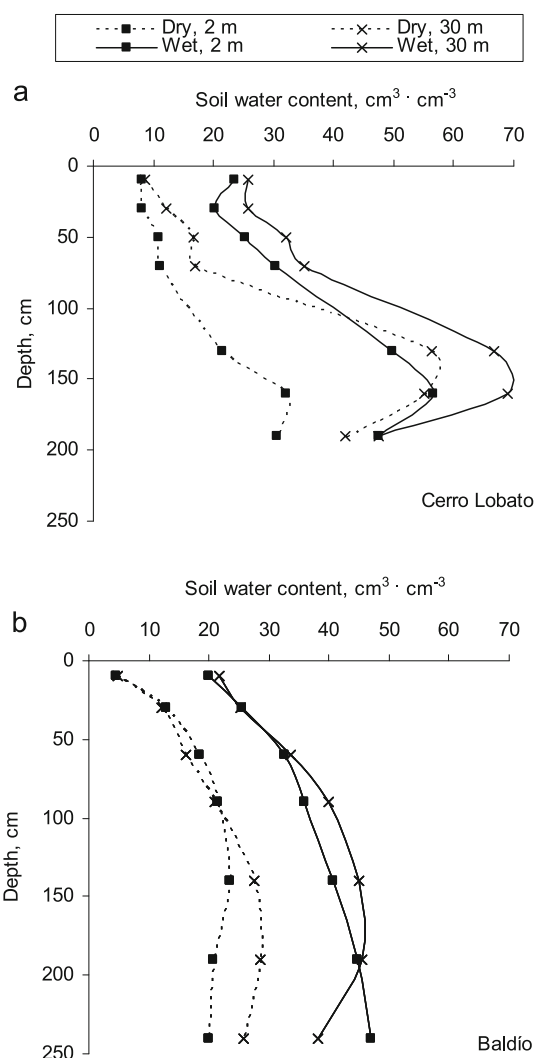 Dry, 2 m Dry, 30 m
Wet, 2 m Wet, 30 m
a
Soil water content, cm³ · cm⁻³
0 10 20 30 40 50 60 70
0
50
100
150
200
250
Depth, cm
Cerro Lobato
b
Soil water content, cm³ · cm⁻³
0 10 20 30 40 50 60 70
0
50
100
150
200
250
Depth, cm
Baldío